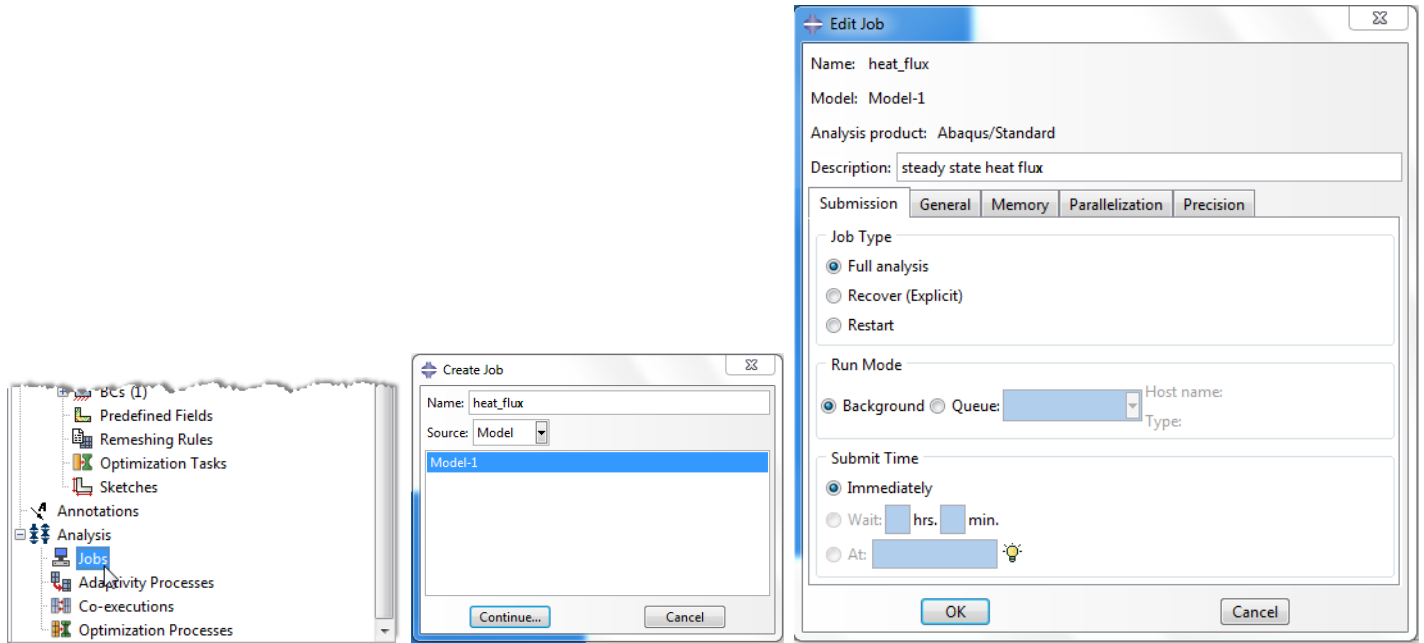 BCs (1)
Predefined Fields
Remeshing Rules
Optimization Tasks
Sketches
Annotations
Analysis
Jobs
Adaptivity Processes
Co-executions
Optimization Processes
Create Job
Name: heat_flux
Source: Model
Model-1
Continue... Cancel
Edit Job
Name: heat_flux
Model: Model-1
Analysis product: Abaqus/Standard
Description: steady state heat flux
Submission General Memory Parallelization Precision
Job Type
Full analysis
Recover (Explicit)
Restart
Run Mode
Background Queue: Host name:
Type:
Submit Time
Immediately
Wait: hrs. min.
At:
OK Cancel